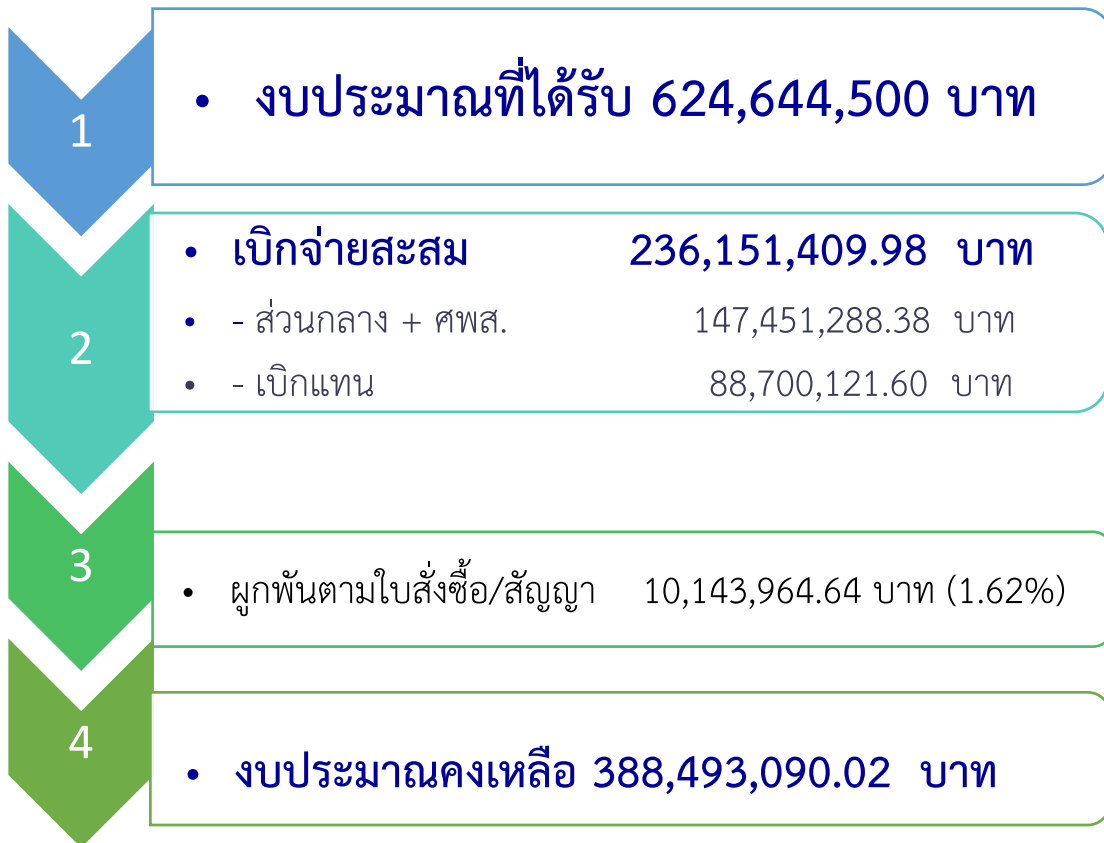 1
• งบประมาณที่ได้รับ 624,644,500 บาท
2
• เบิกจ่ายสะสม 236,151,409.98 บาท
• - ส่วนกลาง + ศพส. 147,451,288.38 บาท
• - เบิกแทน 88,700,121.60 บาท
3
• ผูกพันตามใบสั่งซื้อ/สัญญา 10,143,964.64 บาท (1.62%)
4
• งบประมาณคงเหลือ 388,493,090.02 บาท